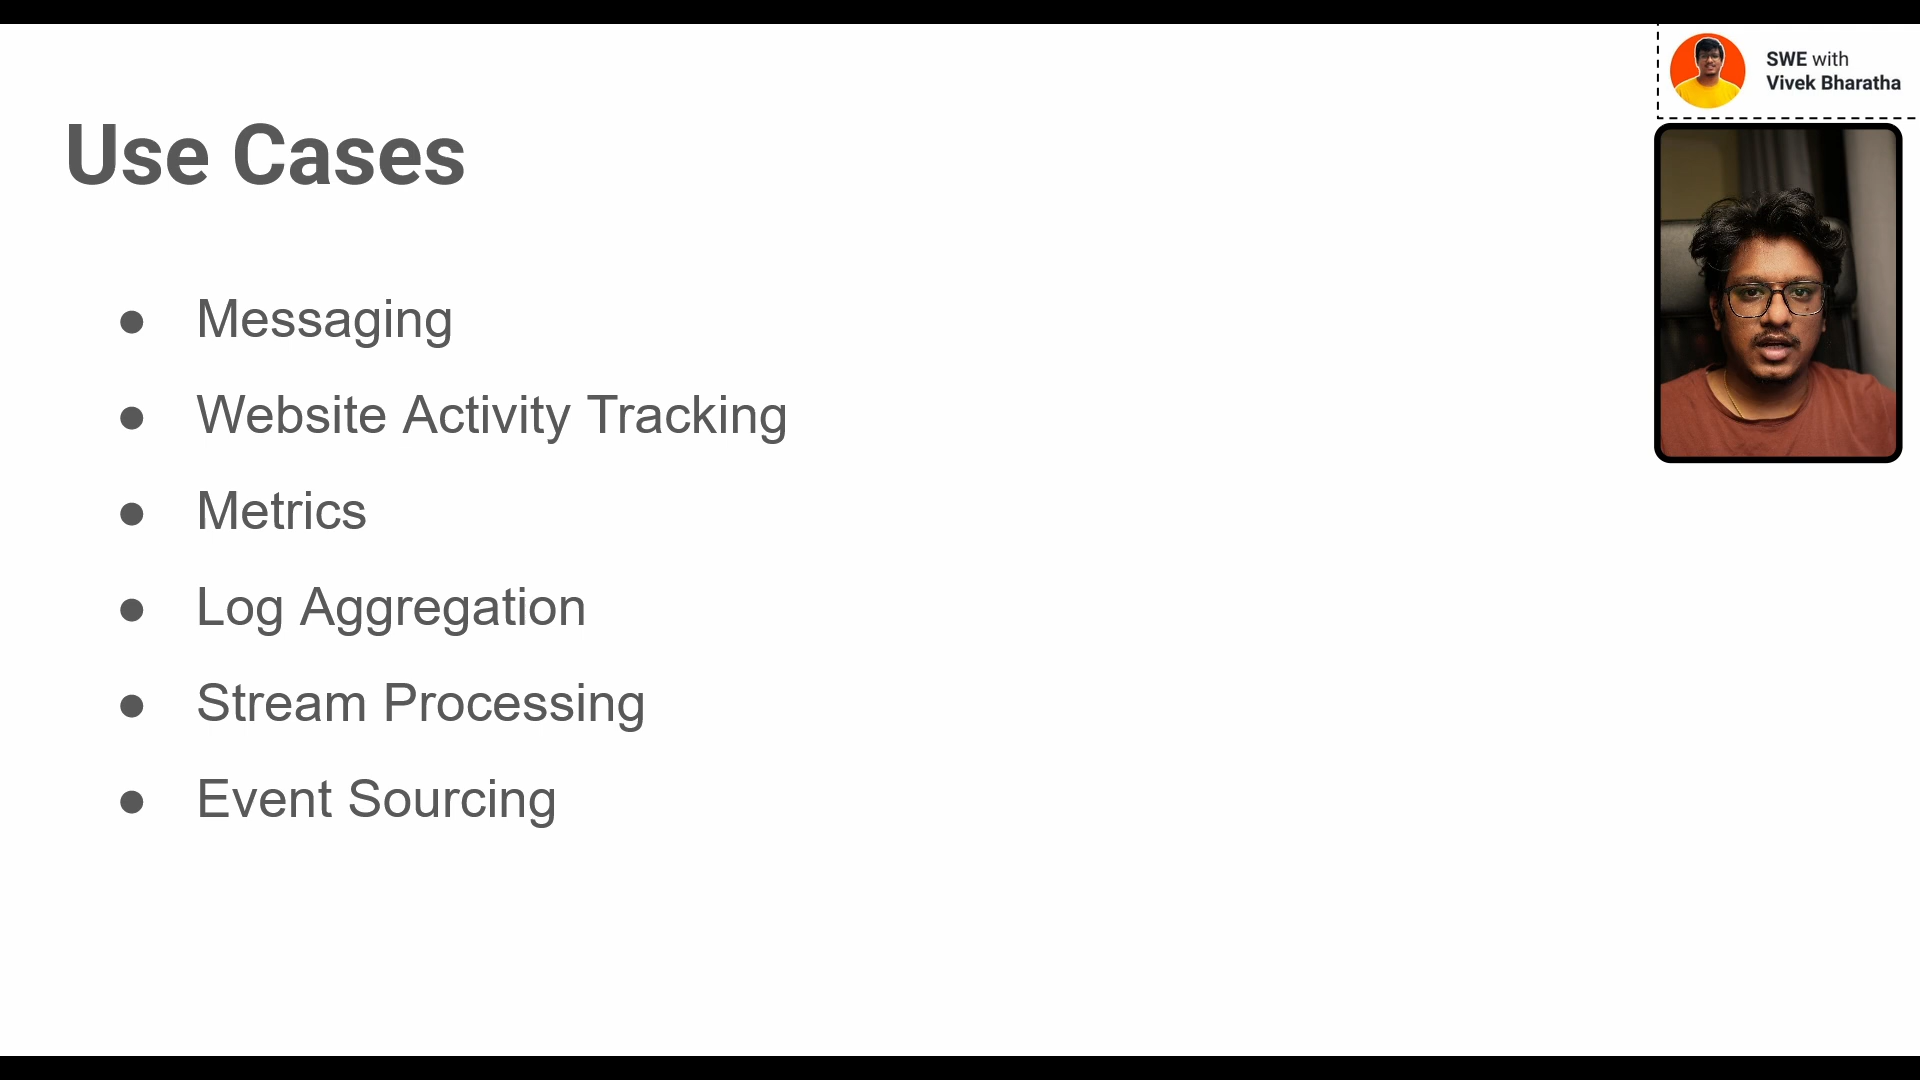 SWE with
Vivek Bharatha
Use Cases
● Messaging
● Website Activity Tracking
● Metrics
● Log Aggregation
● Stream Processing
● Event Sourcing